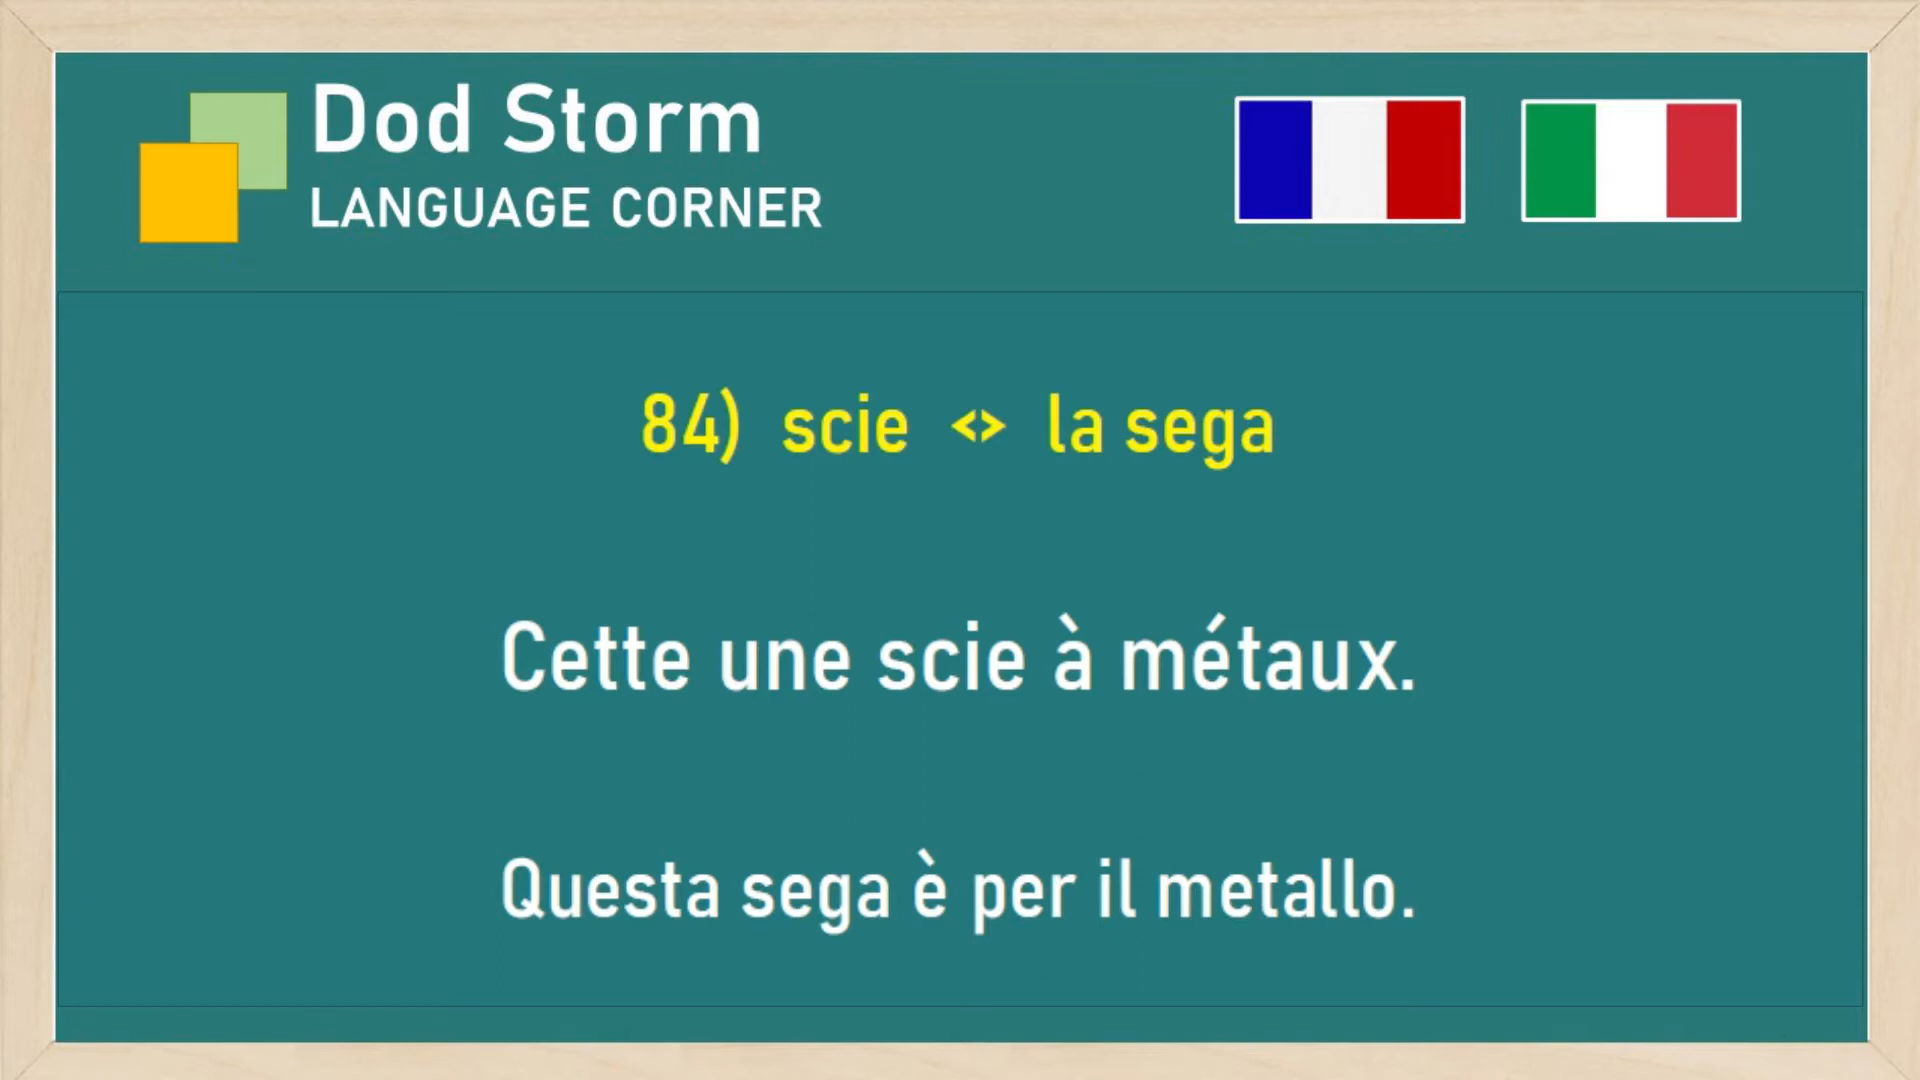 Dod Storm
LANGUAGE CORNER
84) scie <> la sega
Cette une scie à métaux.
Questa sega è per il metallo.